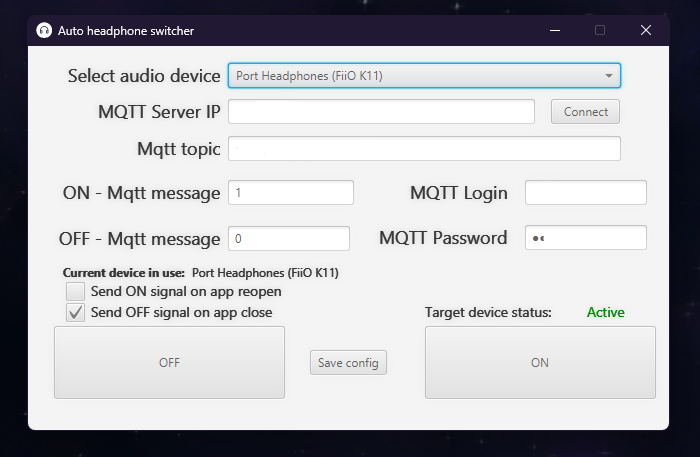 Auto headphone switcher
Select audio device Port Headphones (FiiO K11)
MQTT Server IP Connect
Mqtt topic
ON - Mqtt message 1 MQTT Login
OFF - Mqtt message 0 MQTT Password
Current device in use: Port Headphones (FiiO K11)
Send ON signal on app reopen
Send OFF signal on app close Target device status: Active
OFF Save config ON